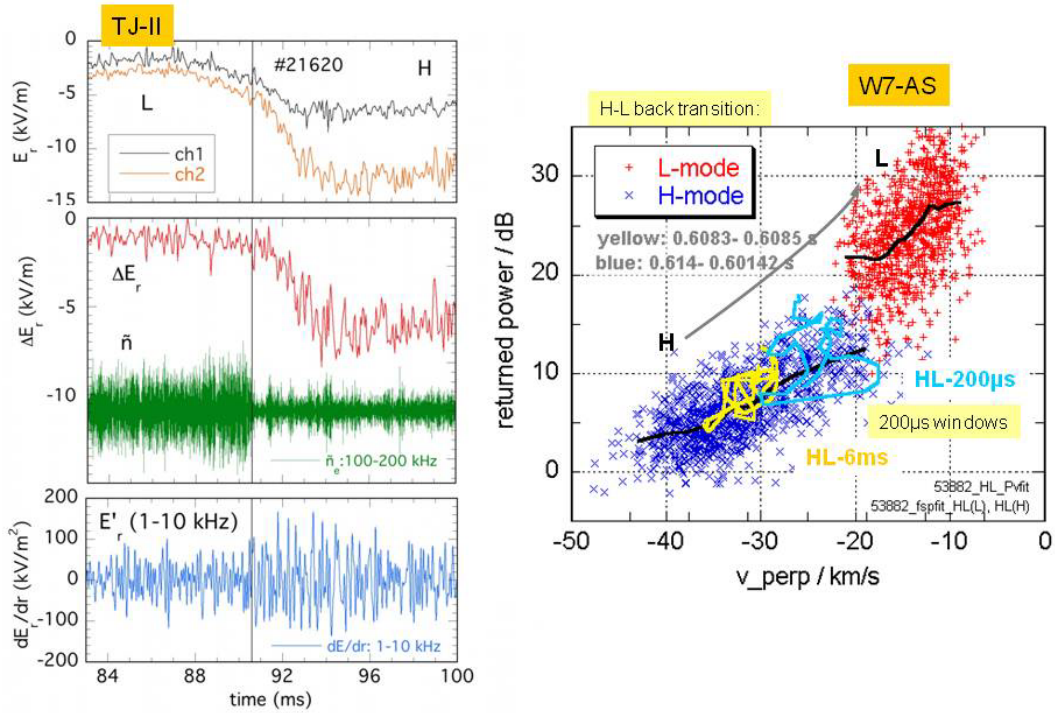 TJ-II
#21620
H
L
ch1
ch2
E_r (kV/m)
0
-5
-10
-15
ΔE_r
ñ
ñ_e:100-200 kHz
ΔE_r (kV/m)
0
-5
-10
E'_r (1-10 kHz)
dE/dr: 1-10 kHz
dE_r/dr (kV/m²)
200
100
0
-100
-200
84
88
92
96
100
time (ms)
W7-AS
H-L back transition:
L-mode
H-mode
L
yellow: 0.6083- 0.6085 s
blue: 0.614- 0.60142 s
H
HL-200µs
200µs windows
HL-6ms
53882_HL_Pvfit
53882_fspfit_HL(L), HL(H)
returned power / dB
30
20
10
0
-50
-40
-30
-20
-10
0
v_perp / km/s